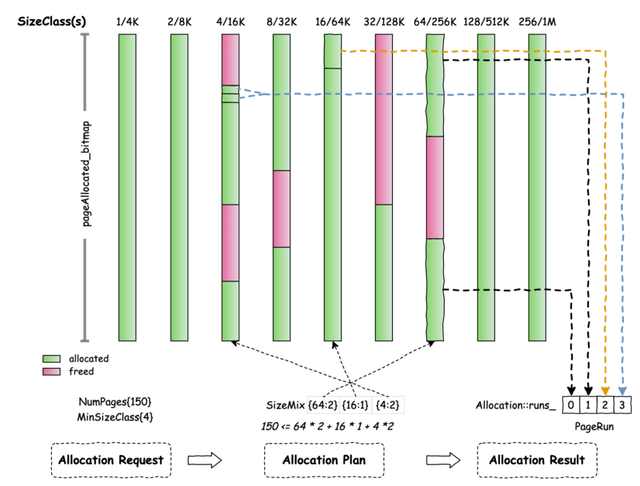 SizeClass(s) 1/4K 2/8K 4/16K 8/32K 16/64K 32/128K 64/256K 128/512K 256/1M
pageAllocated_bitmap
allocated
freed
NumPages{150}
MinSizeClass{4}
SizeMix {64:2} {16:1} {4:2}
150 <= 64 * 2 + 16 * 1 + 4 *2
Allocation::runs_ 0 1 2 3
PageRun
Allocation Request
Allocation Plan
Allocation Result